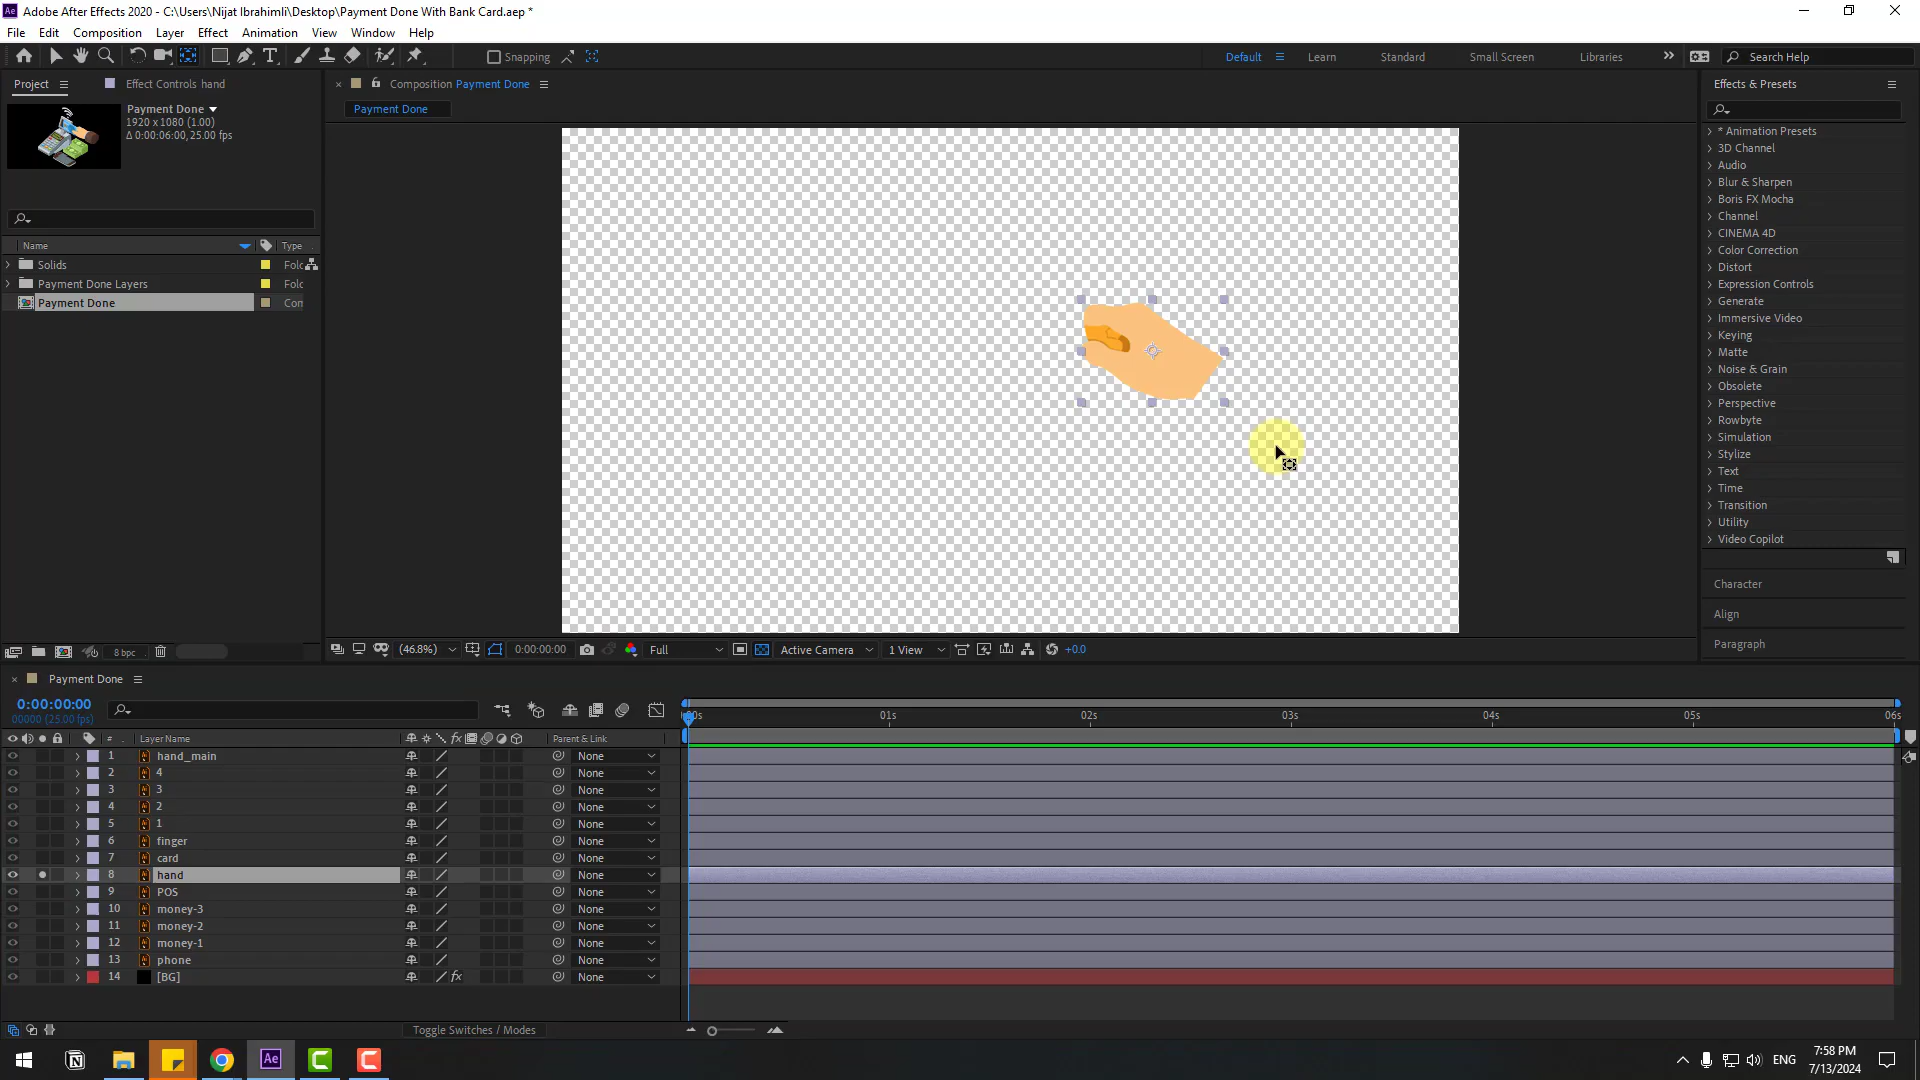 Adobe After Effects 2020 - C:\Users\Nijat Ibrahimli\Desktop\Payment Done With Bank Card.aep *
File Edit Composition Layer Effect Animation View Window Help
Snapping
Default Learn Standard Small Screen Libraries Search Help
Project Effect Controls hand
Payment Done
1920 x 1080 (1.00)
Δ 0:00:06:00, 25.00 fps
Name Type
Solids Folc
Payment Done Layers Folc
Payment Done Con
8 bpc
Composition Payment Done
Payment Done
(46.8%) 0:00:00:00 Full Active Camera 1 View +0.0
Effects & Presets
* Animation Presets
3D Channel
Audio
Blur & Sharpen
Boris FX Mocha
Channel
CINEMA 4D
Color Correction
Distort
Expression Controls
Generate
Immersive Video
Keying
Matte
Noise & Grain
Obsolete
Perspective
Rowbyte
Simulation
Stylize
Text
Time
Transition
Utility
Video Copilot
Character
Align
Paragraph
Payment Done
0:00:00:00
00000 (25.00 fps)
00s 01s 02s 03s 04s 05s 06s
# Layer Name fx Parent & Link
1 hand_main None
2 4 None
3 3 None
4 2 None
5 1 None
6 finger None
7 card None
8 hand None
9 POS None
10 money-3 None
11 money-2 None
12 money-1 None
13 phone None
14 [BG] fx None
Toggle Switches / Modes
Ae
ENG
7:58 PM
7/13/2024